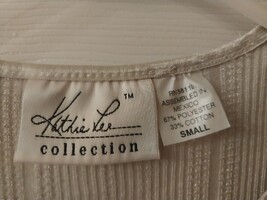 Kathie Lee
™
collection
ASSEMBLED IN
MEXICO
67% POLYESTER
33% COTTON
SMALL